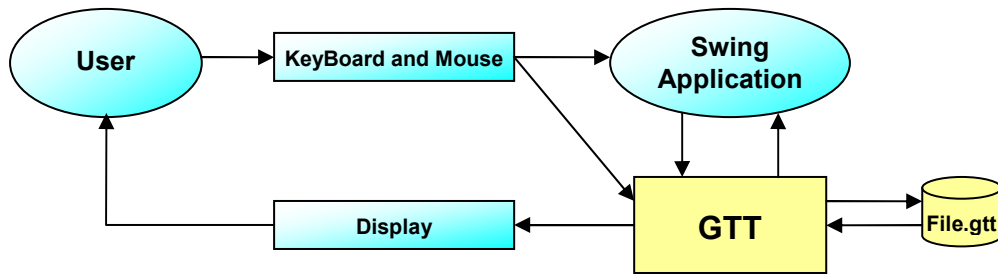 User
KeyBoard and Mouse
Swing
Application
Display
GTT
File.gtt